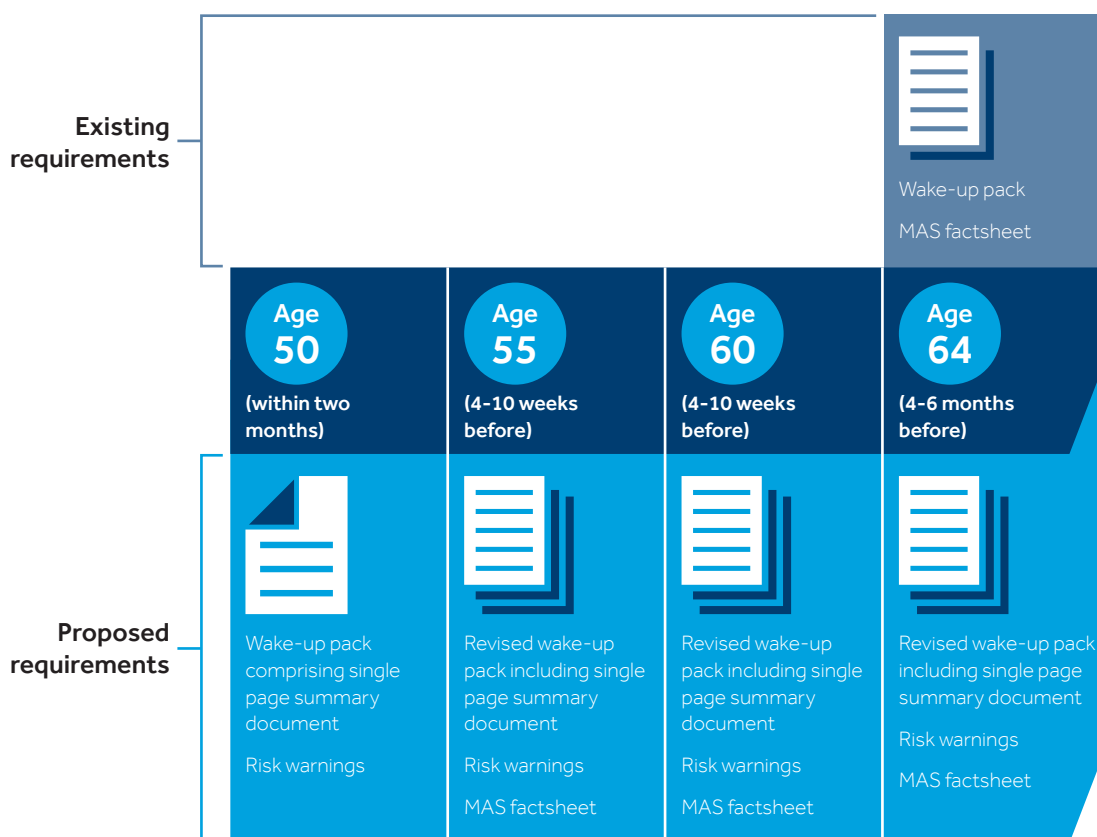 Existing
requirements
Wake-up pack
MAS factsheet
Age
50
(within two
months)
Age
55
(4-10 weeks
before)
Age
60
(4-10 weeks
before)
Age
64
(4-6 months
before)
Proposed
requirements
Wake-up pack
comprising single
page summary
document
Risk warnings
Revised wake-up
pack including single
page summary
document
Risk warnings
MAS factsheet
Revised wake-up
pack including single
page summary
document
Risk warnings
MAS factsheet
Revised wake-up pack
including single page
summary document
Risk warnings
MAS factsheet